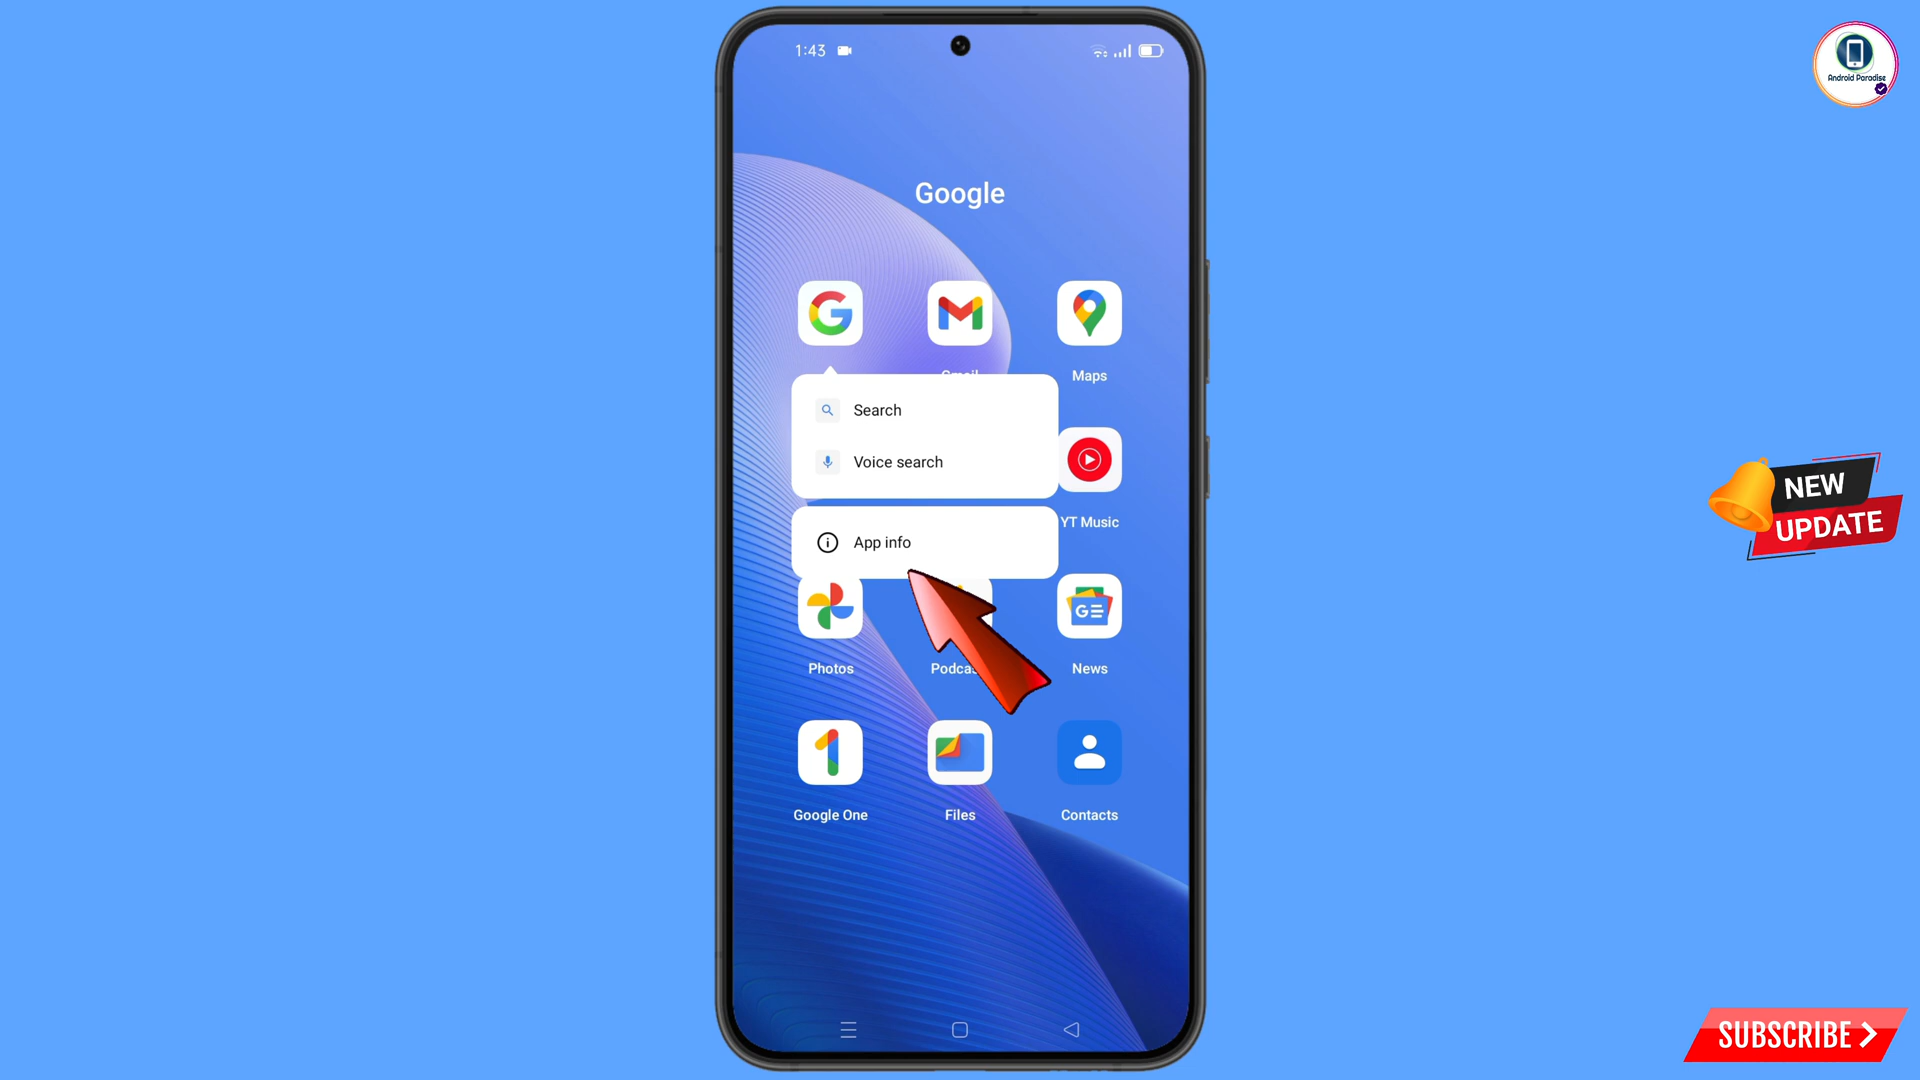 1:43
Android Paradise
Google
Gmail
Maps
Search
Voice search
YT Music
App info
NEW
UPDATE
Photos
News
Google One
Files
Contacts
SUBSCRIBE